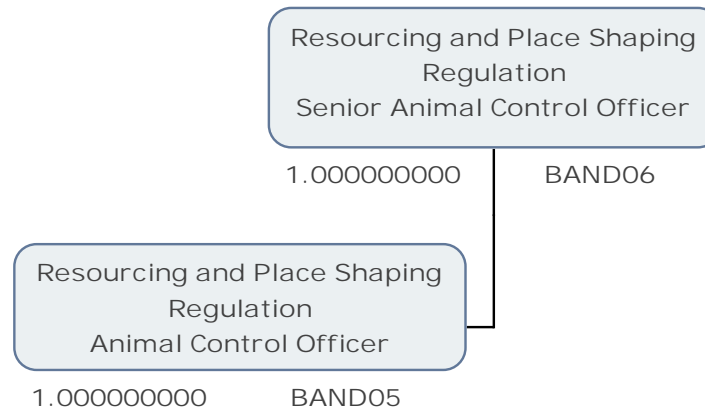 Resourcing and Place Shaping
Regulation
Senior Animal Control Officer
1.000000000 BAND06
Resourcing and Place Shaping
Regulation
Animal Control Officer
1.000000000 BAND05